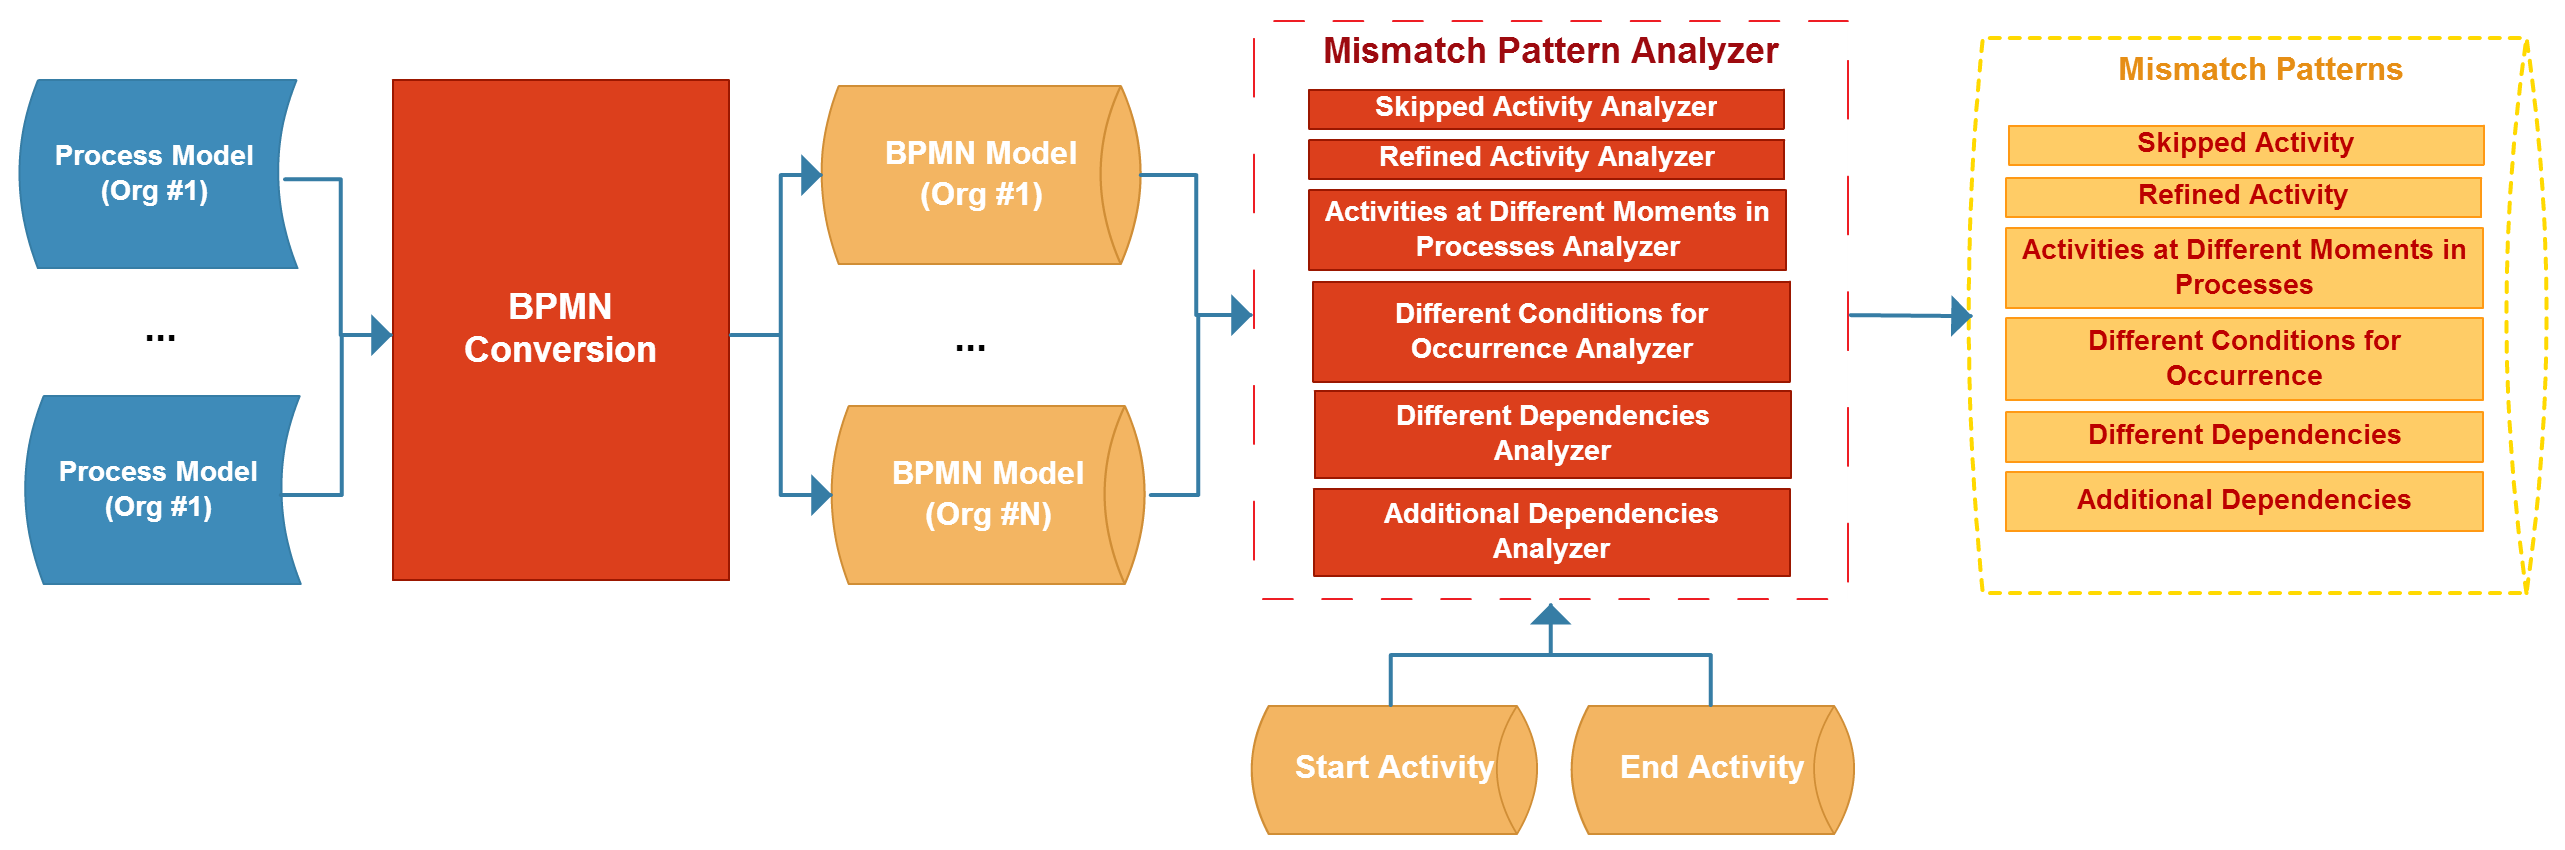 Process Model
(Org #1)
...
Process Model
(Org #1)
BPMN
Conversion
BPMN Model
(Org #1)
...
BPMN Model
(Org #N)
Mismatch Pattern Analyzer
Skipped Activity Analyzer
Refined Activity Analyzer
Activities at Different Moments in
Processes Analyzer
Different Conditions for
Occurrence Analyzer
Different Dependencies
Analyzer
Additional Dependencies
Analyzer
Start Activity
End Activity
Mismatch Patterns
Skipped Activity
Refined Activity
Activities at Different Moments in
Processes
Different Conditions for
Occurrence
Different Dependencies
Additional Dependencies